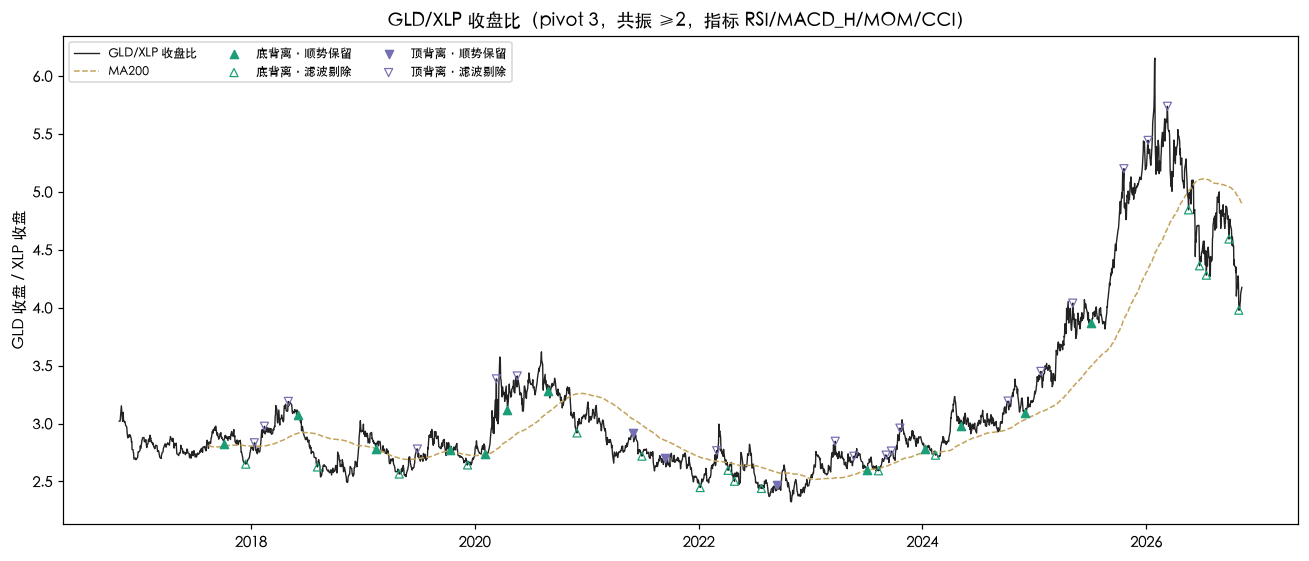 GLD/XLP 收盘比（pivot 3，共振 ≥2，指标 RSI/MACD_H/MOM/CCI）
GLD/XLP 收盘比
MA200
底背离·顺势保留
底背离·滤波剔除
顶背离·顺势保留
顶背离·滤波剔除
GLD 收盘 / XLP 收盘
6.0
5.5
5.0
4.5
4.0
3.5
3.0
2.5
2018
2020
2022
2024
2026